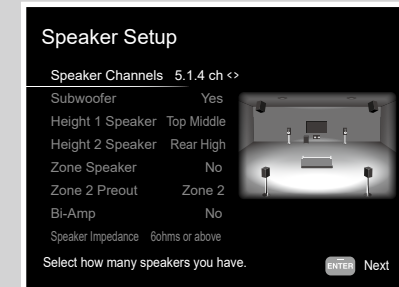 Speaker Setup
Speaker Channels 5.1.4 ch <>
Subwoofer Yes
Height 1 Speaker Top Middle
Height 2 Speaker Rear High
Zone Speaker No
Zone 2 Preout Zone 2
Bi-Amp No
Speaker Impedance 6ohms or above
Select how many speakers you have.
ENTER Next